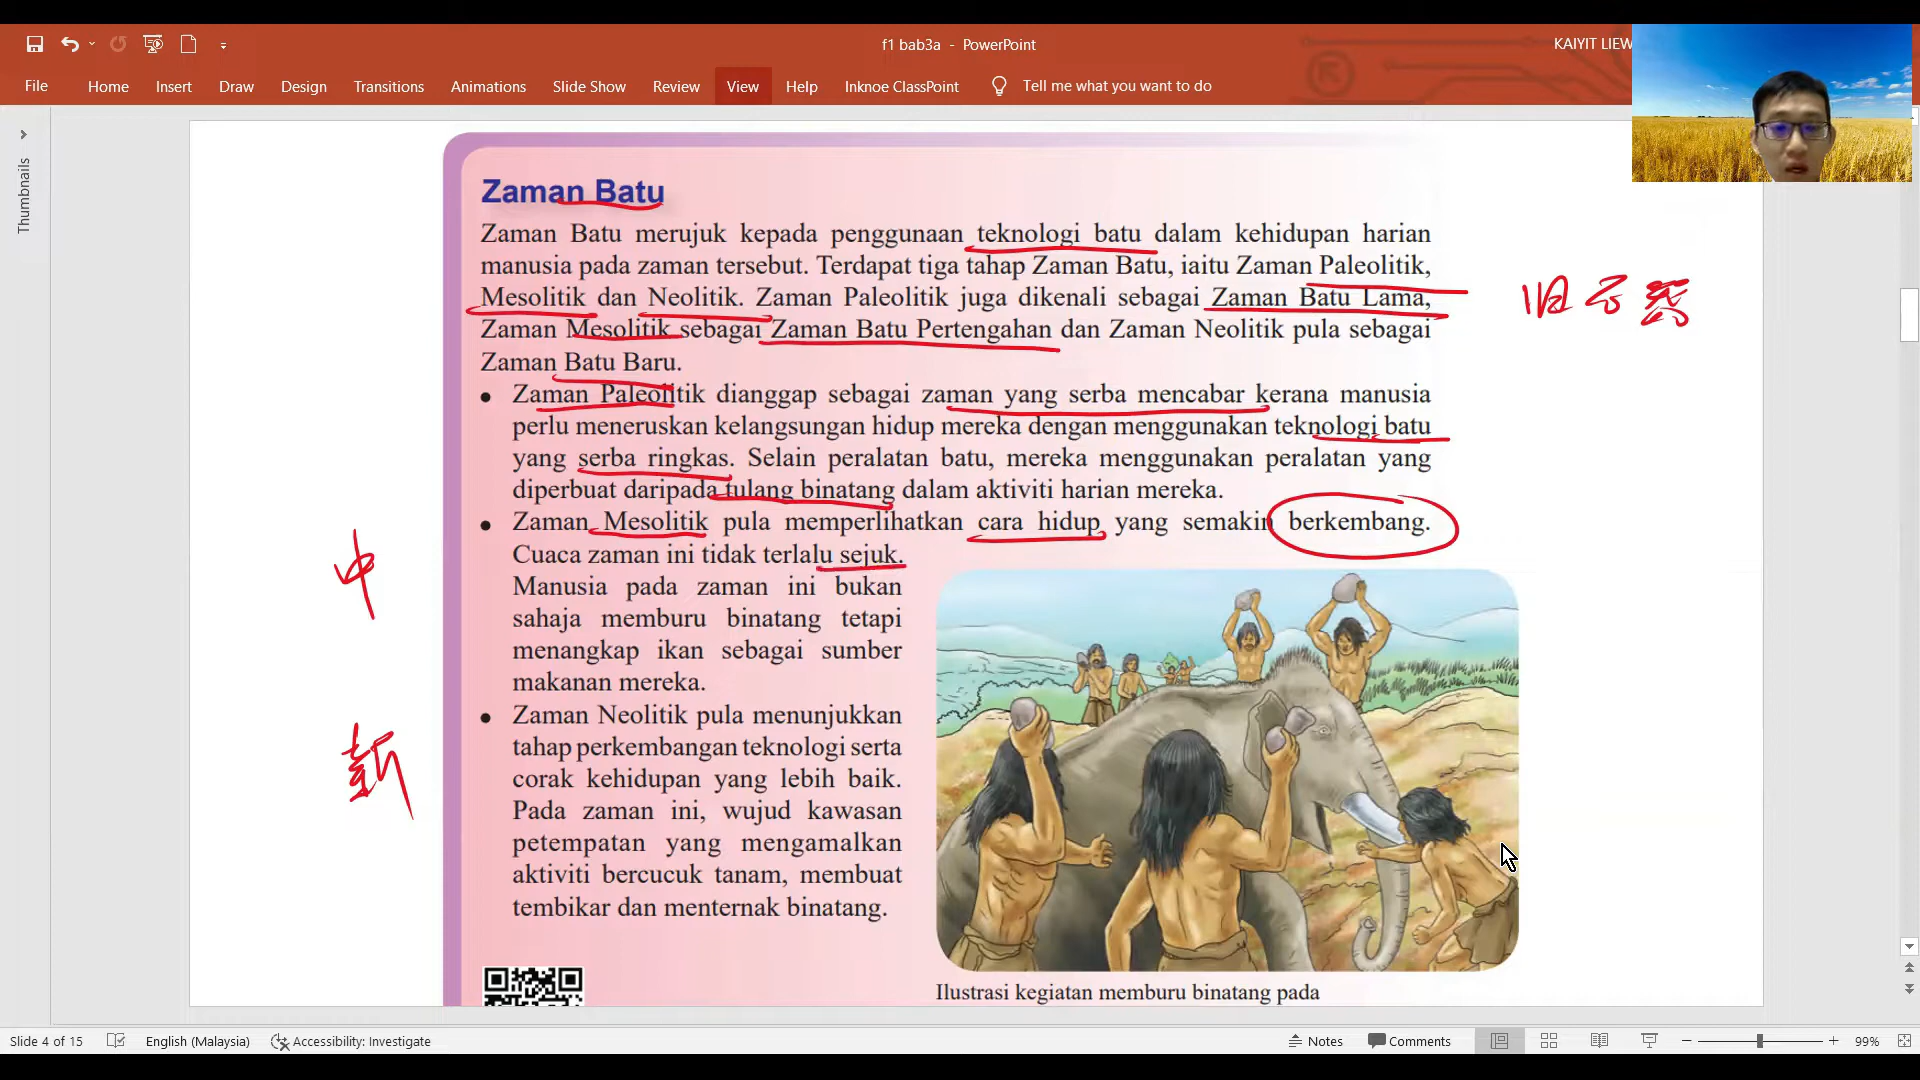 f1 bab3a - PowerPoint
KAIYIT LIEW
File Home Insert Draw Design Transitions Animations Slide Show Review View Help Inknoe ClassPoint Tell me what you want to do
Thumbnails
Zaman Batu
Zaman Batu merujuk kepada penggunaan teknologi batu dalam kehidupan harian
manusia pada zaman tersebut. Terdapat tiga tahap Zaman Batu, iaitu Zaman Paleolitik,
Mesolitik dan Neolitik. Zaman Paleolitik juga dikenali sebagai Zaman Batu Lama,
Zaman Mesolitik sebagai Zaman Batu Pertengahan dan Zaman Neolitik pula sebagai
Zaman Batu Baru.
旧石器
• Zaman Paleolitik dianggap sebagai zaman yang serba mencabar kerana manusia
perlu meneruskan kelangsungan hidup mereka dengan menggunakan teknologi batu
yang serba ringkas. Selain peralatan batu, mereka menggunakan peralatan yang
diperbuat daripada tulang binatang dalam aktiviti harian mereka.
• Zaman Mesolitik pula memperlihatkan cara hidup yang semakin berkembang.
Cuaca zaman ini tidak terlalu sejuk.
Manusia pada zaman ini bukan
sahaja memburu binatang tetapi
menangkap ikan sebagai sumber
makanan mereka.
中
• Zaman Neolitik pula menunjukkan
tahap perkembangan teknologi serta
corak kehidupan yang lebih baik.
Pada zaman ini, wujud kawasan
petempatan yang mengamalkan
aktiviti bercucuk tanam, membuat
tembikar dan menternak binatang.
新
Ilustrasi kegiatan memburu binatang pada
Slide 4 of 15 English (Malaysia) Accessibility: Investigate Notes Comments 99%